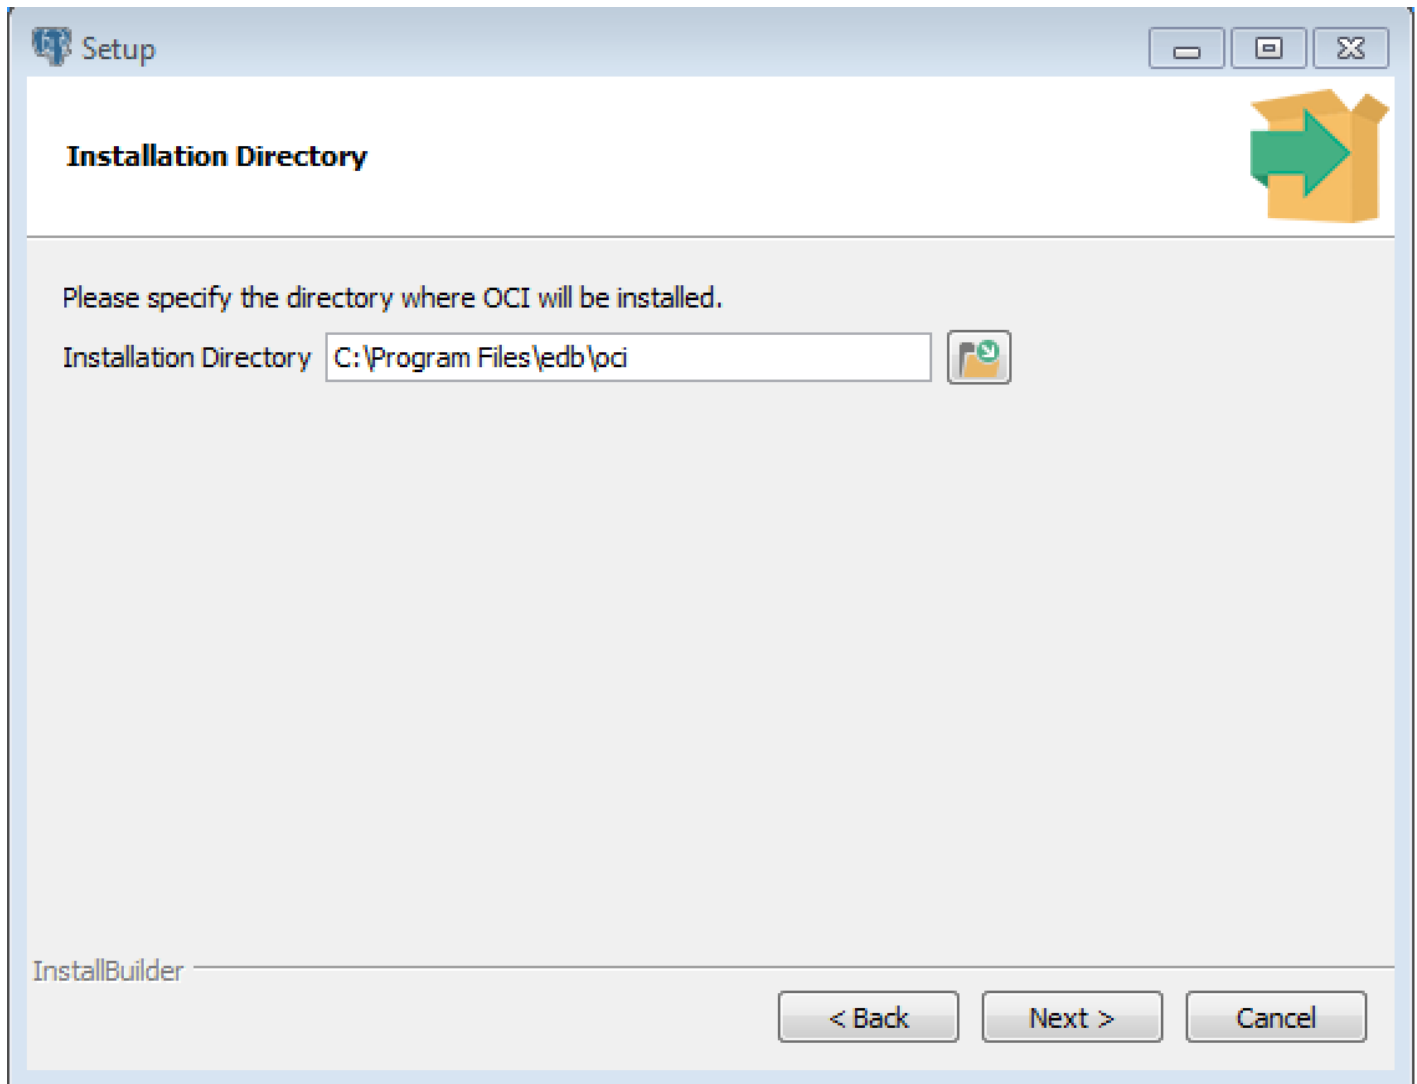 Setup
Installation Directory
Please specify the directory where OCI will be installed.
Installation Directory C:\Program Files\edb\oci
InstallBuilder
< Back Next > Cancel